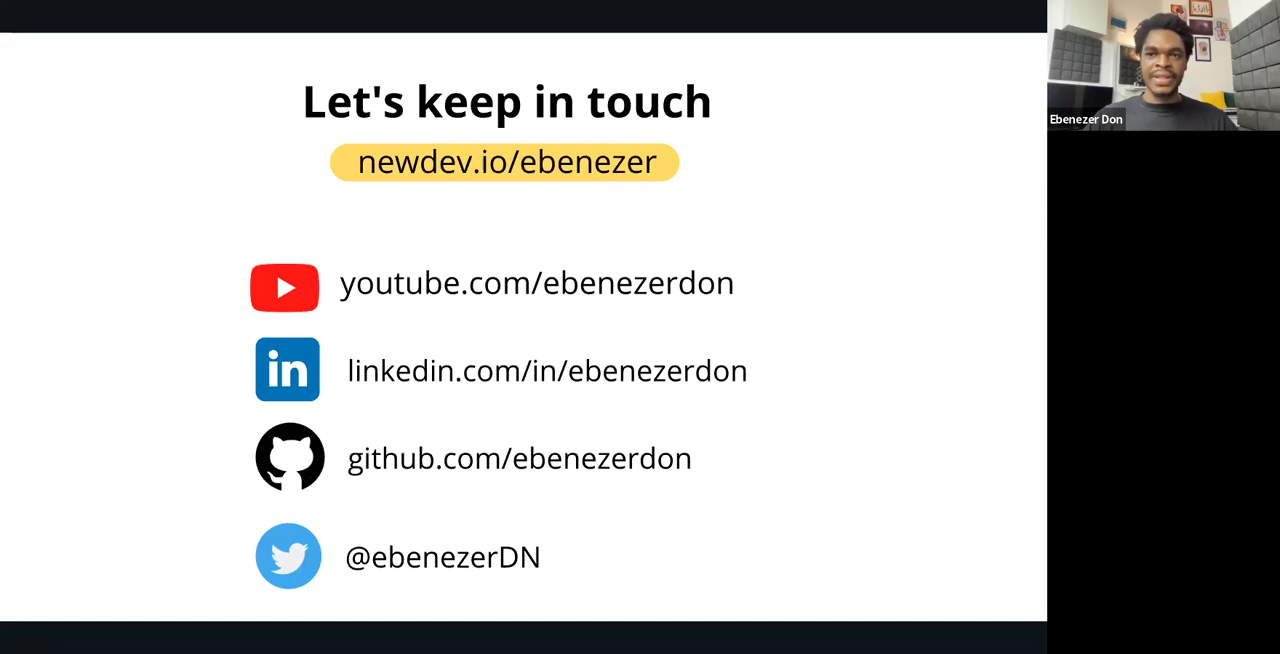 Let's keep in touch
newdev.io/ebenezer
youtube.com/ebenezerdon
linkedin.com/in/ebenezerdon
github.com/ebenezerdon
@ebenezerDN
Ebenezer Don